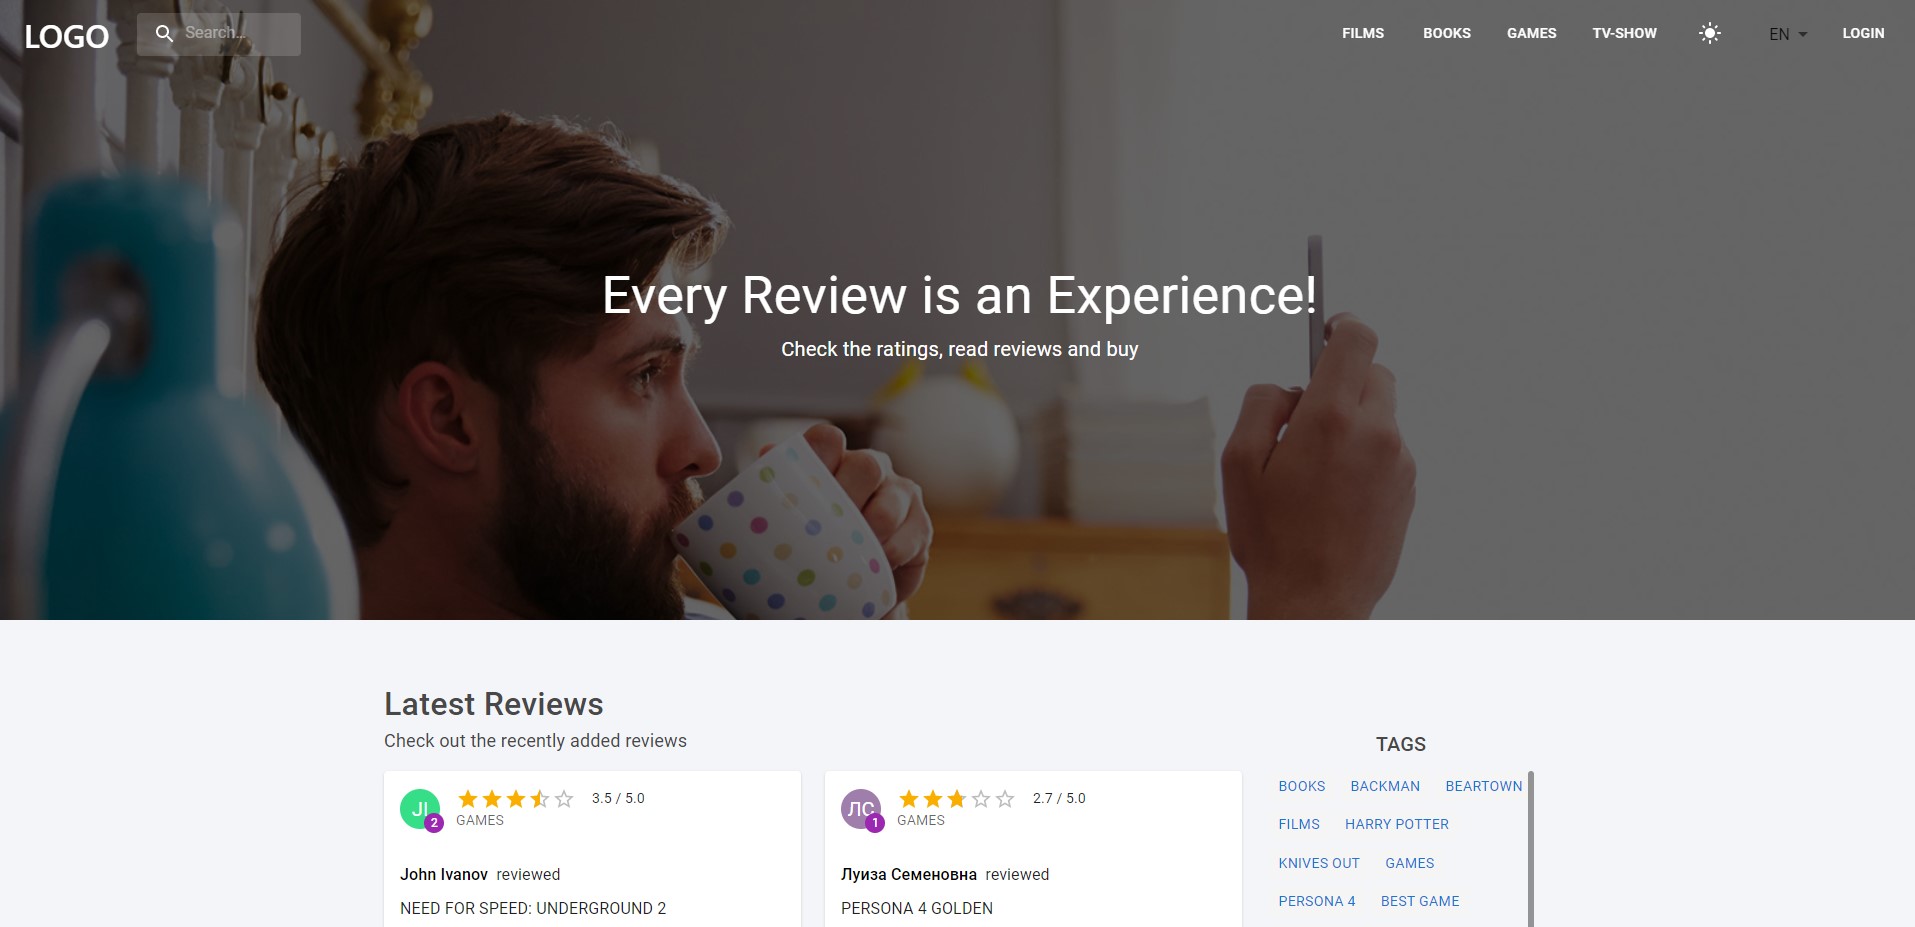 LOGO
Search...
FILMS BOOKS GAMES TV-SHOW EN LOGIN
Every Review is an Experience!
Check the ratings, read reviews and buy
Latest Reviews
Check out the recently added reviews
JI
2
3.5 / 5.0
GAMES
John Ivanov reviewed
NEED FOR SPEED: UNDERGROUND 2
ЛС
1
2.7 / 5.0
GAMES
Луиза Семеновна reviewed
PERSONA 4 GOLDEN
TAGS
BOOKS BACKMAN BEARTOWN
FILMS HARRY POTTER
KNIVES OUT GAMES
PERSONA 4 BEST GAME